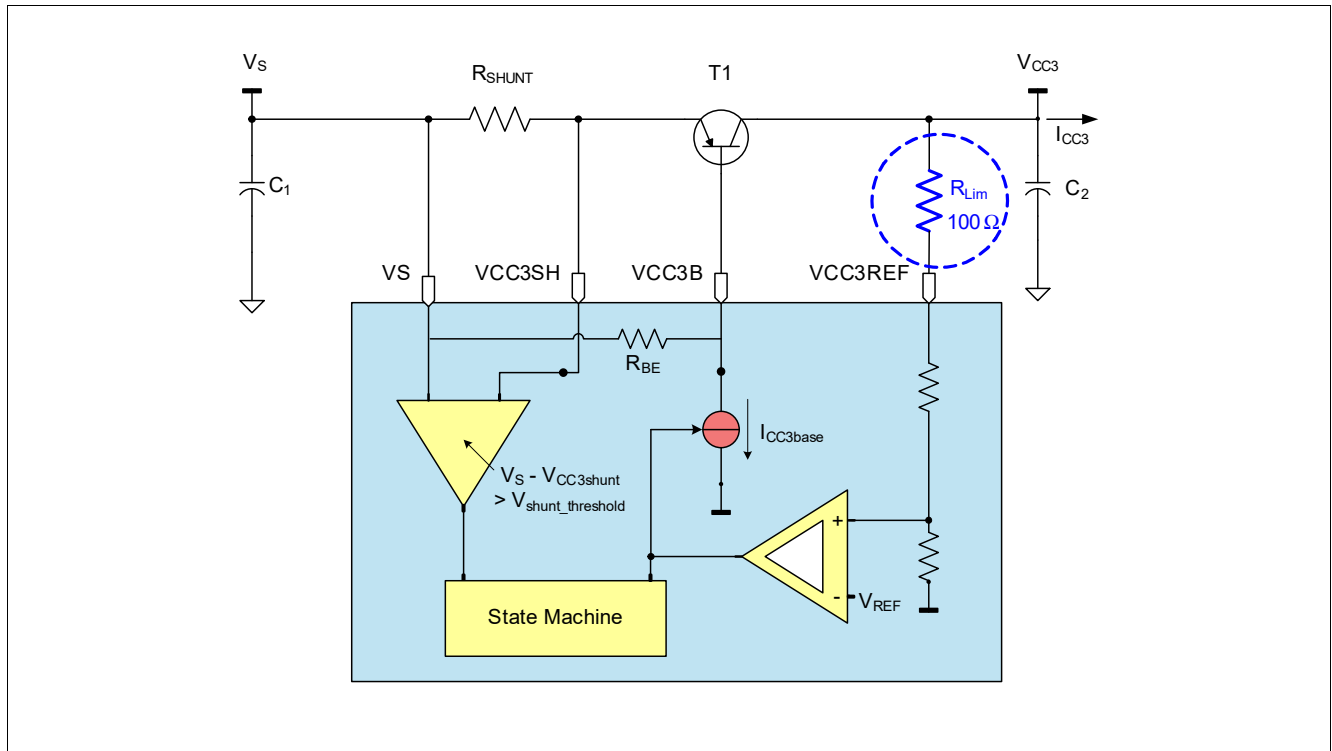 VS
RSHUNT
T1
VCC3
ICC3
C1
RLim
100 Ω
C2
VS
VCC3SH
VCC3B
VCC3REF
RBE
ICC3base
VS - VCC3shunt
> Vshunt_threshold
+
-
VREF
State Machine